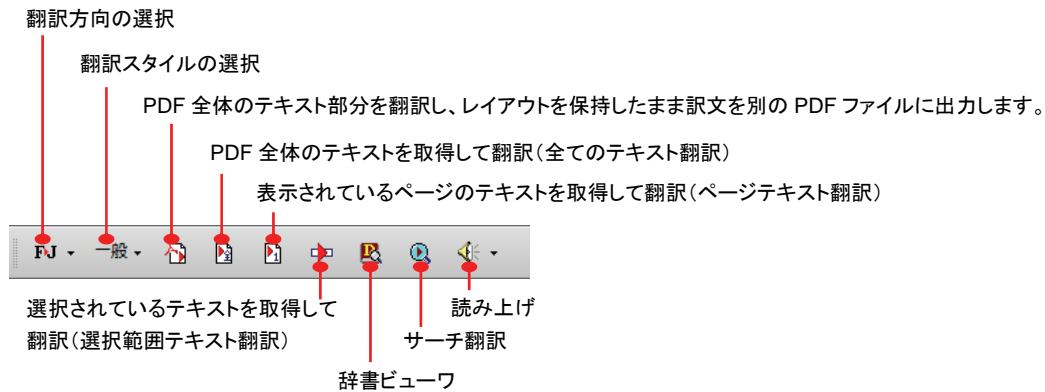 翻訳方向の選択
翻訳スタイルの選択
PDF 全体のテキスト部分を翻訳し、レイアウトを保持したまま訳文を別の PDF ファイルに出力します。
PDF 全体のテキストを取得して翻訳（全てのテキスト翻訳）
表示されているページのテキストを取得して翻訳（ページテキスト翻訳）
FJ 一般
選択されているテキストを取得して
翻訳（選択範囲テキスト翻訳）
読み上げ
サーチ翻訳
辞書ビューワ